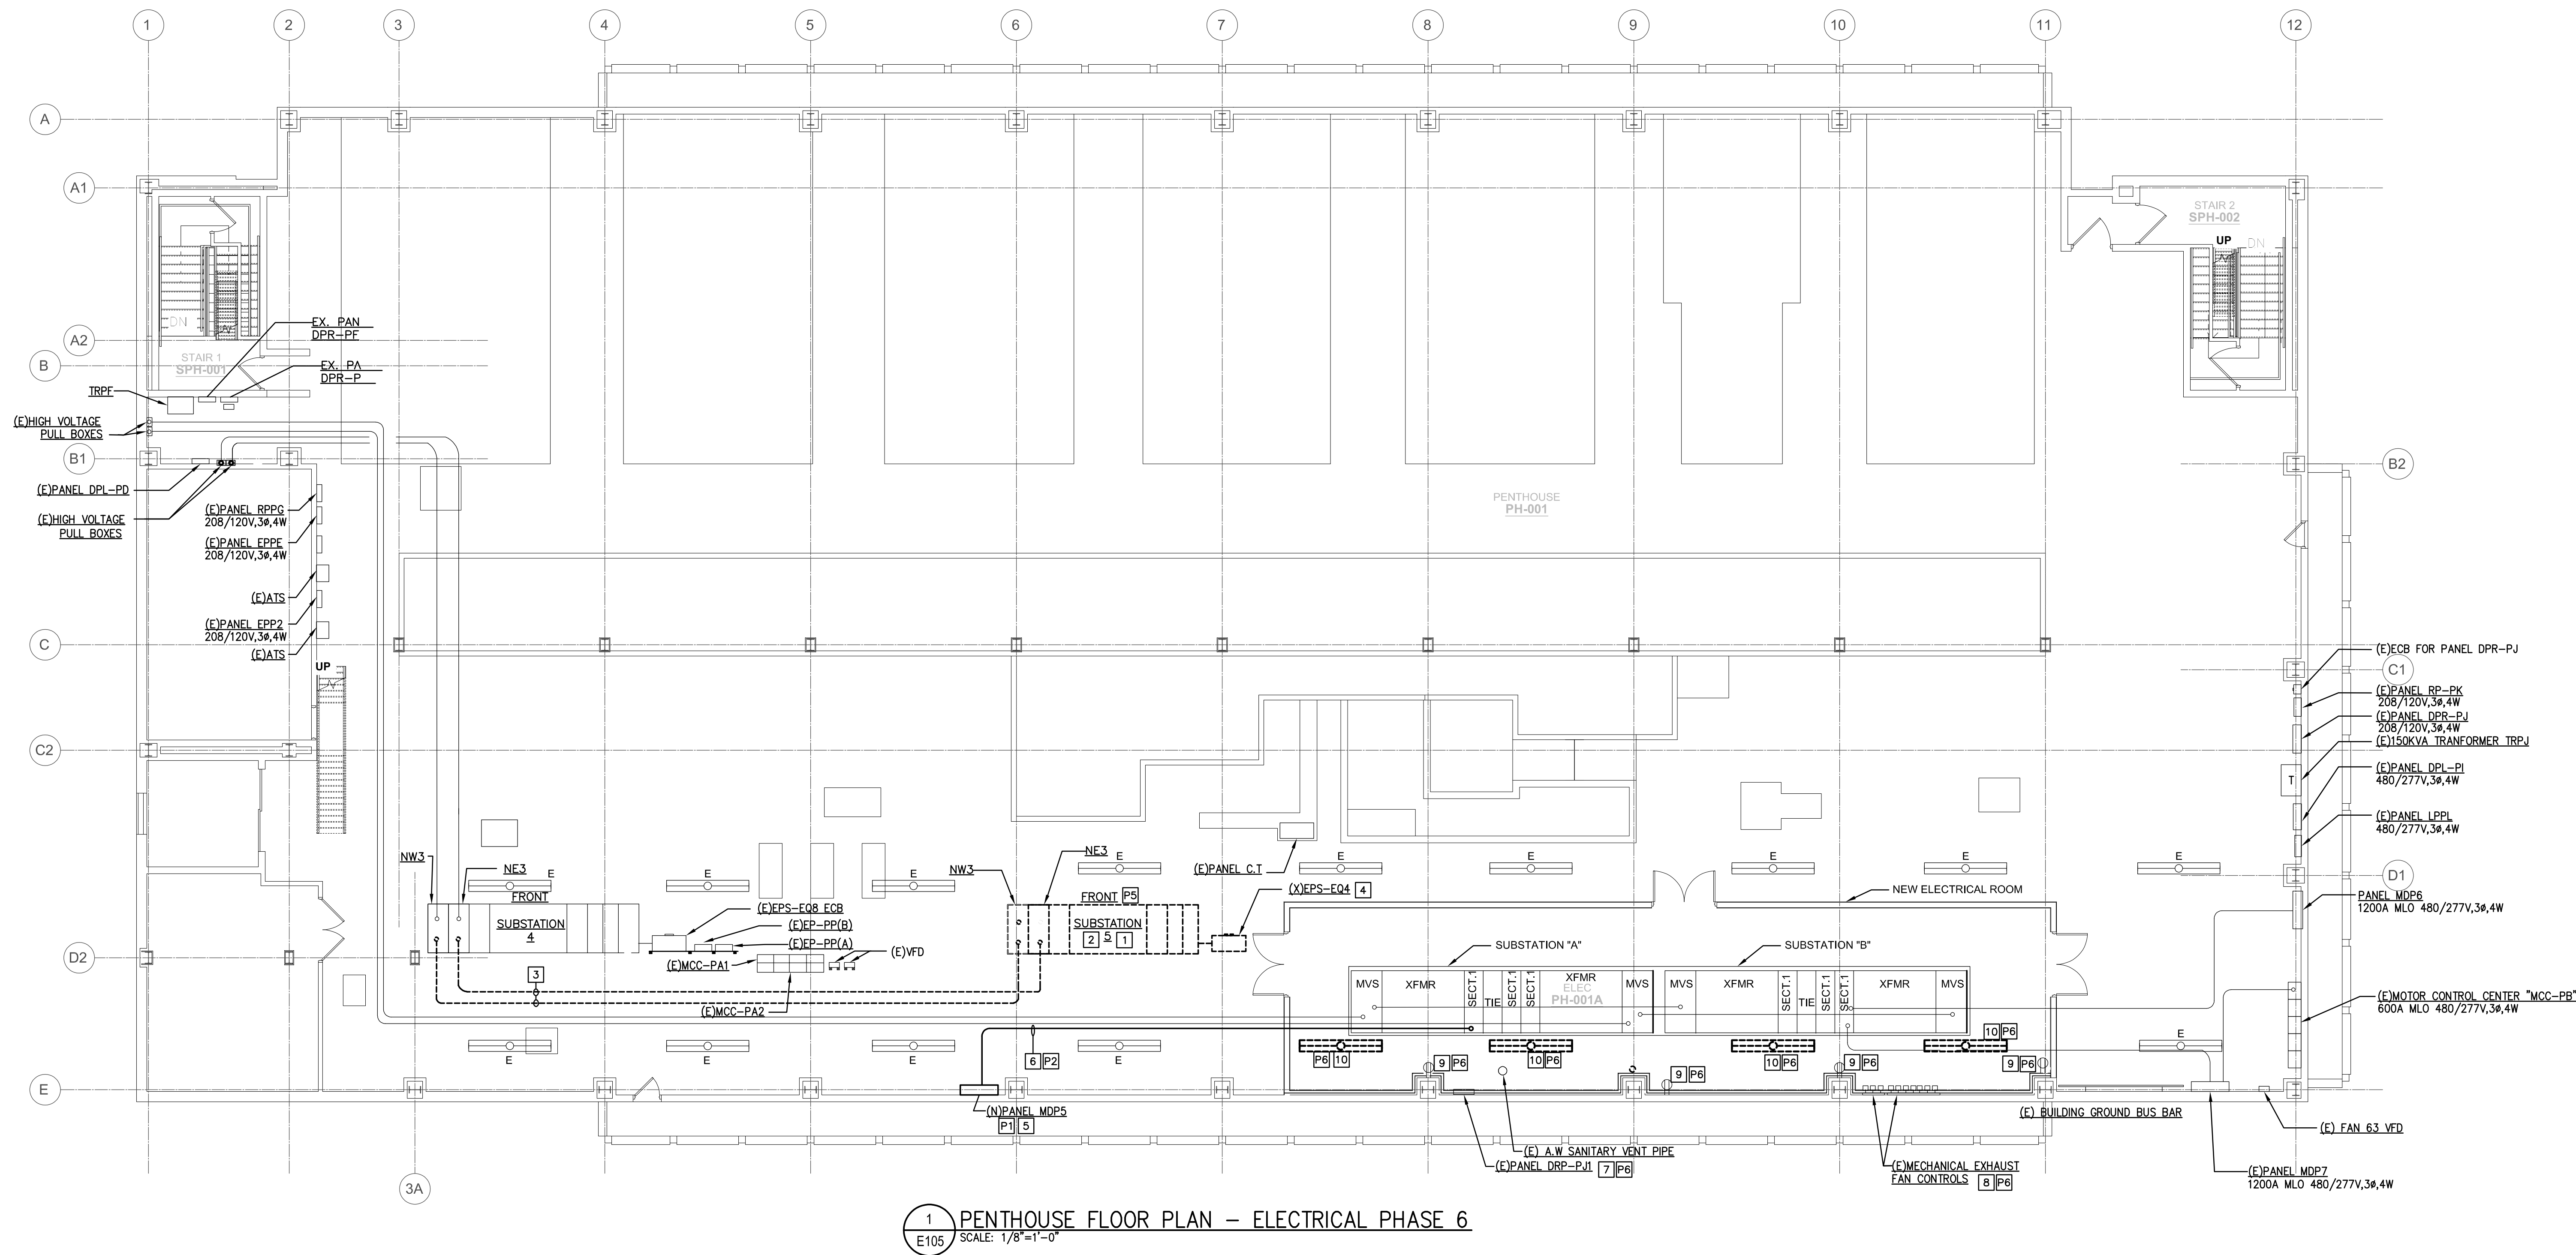 1
2
3
4
5
6
7
8
9
10
11
12
A
A1
A2
B
B1
C
C2
D2
E
B2
C1
D1
3A
STAIR 1
SPH-001
DN
STAIR 2
SPH-002
UP
DN
EX. PAN
DPR-PF
DPR-P
TRPF
(E)HIGH VOLTAGE
PULL BOXES
(E)PANEL DPL-PD
(E)HIGH VOLTAGE
PULL BOXES
(E)PANEL RPPG
208/120V,3ø,4W
(E)PANEL EPPE
208/120V,3ø,4W
(E)ATS
(E)PANEL EPP2
208/120V,3ø,4W
(E)ATS
UP
PENTHOUSE
PH-001
(E)ECB FOR PANEL DPR-PJ
(E)PANEL RP-PK
208/120V,3ø,4W
(E)PANEL DPR-PJ
208/120V,3ø,4W
(E)150KVA TRANFORMER TRPJ
T
(E)PANEL DPL-PI
480/277V,3ø,4W
(E)PANEL LPPL
480/277V,3ø,4W
PANEL MDP6
1200A MLO 480/277V,3ø,4W
(E)MOTOR CONTROL CENTER "MCC-PB"
600A MLO 480/277V,3ø,4W
NW3
NE3
FRONT
SUBSTATION
4
E
E
E
E
E
E
E
E
E
E
(E)EPS-EQ8 ECB
(E)EP-PP(B)
(E)EP-PP(A)
(E)VFD
(E)MCC-PA1
(E)MCC-PA2
3
NW3
NE3
FRONT P5
SUBSTATION
2 5 1
(E)PANEL C.T
(X)EPS-EQ4 4
NEW ELECTRICAL ROOM
SUBSTATION "A"
SUBSTATION "B"
MVS XFMR SECT.1 TIE SECT.1 SECT.1 XFMR MVS
ELEC
PH-001A
MVS XFMR SECT.1 TIE SECT.1 SECT.1 XFMR MVS
E
E
E
E
E
6 P2
P6 10
10 P6
10 P6
10 P6
9 P6
9 P6
9 P6
9 P6
(N)PANEL MDP5
P1 5
(E) A.W SANITARY VENT PIPE
(E)PANEL DRP-PJ1 7 P6
(E)MECHANICAL EXHAUST
FAN CONTROLS 8 P6
(E) BUILDING GROUND BUS BAR
(E) FAN 63 VFD
(E)PANEL MDP7
1200A MLO 480/277V,3ø,4W
1
E105
PENTHOUSE FLOOR PLAN – ELECTRICAL PHASE 6
SCALE: 1/8"=1'-0"